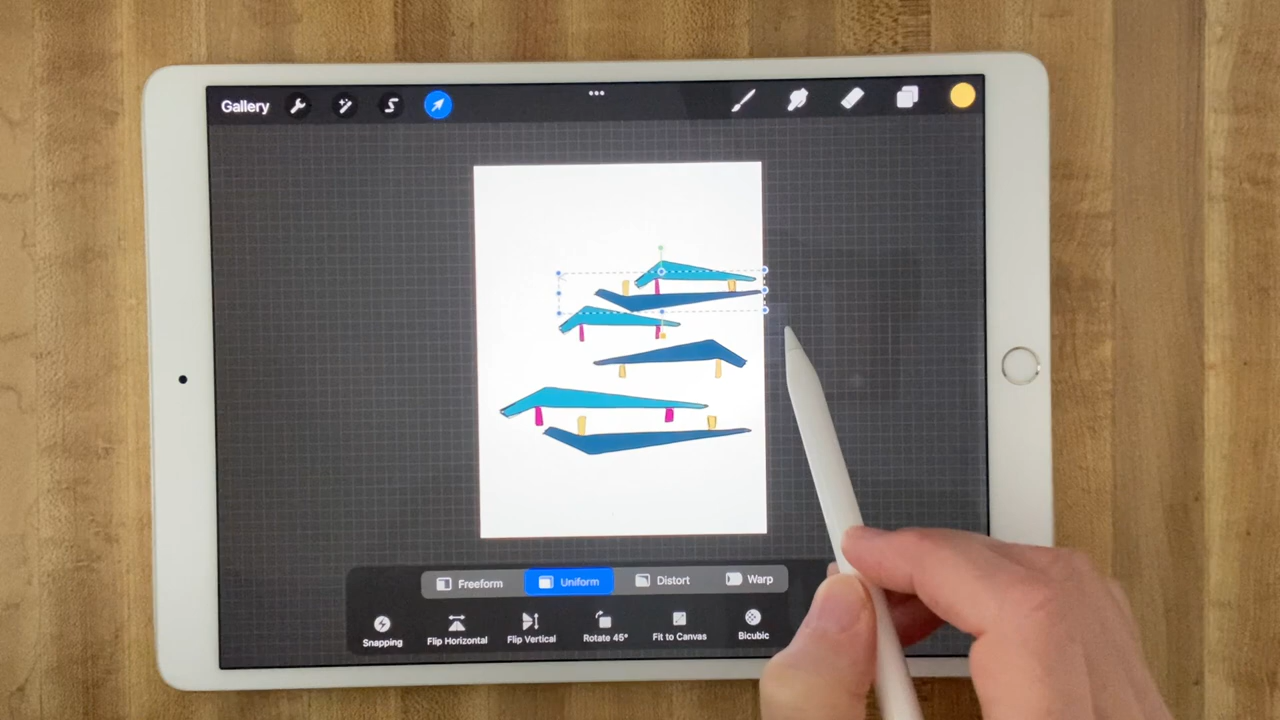 Gallery
Freeform Uniform Distort Warp
Snapping Flip Horizontal Flip Vertical Rotate 45° Fit to Canvas Bicubic